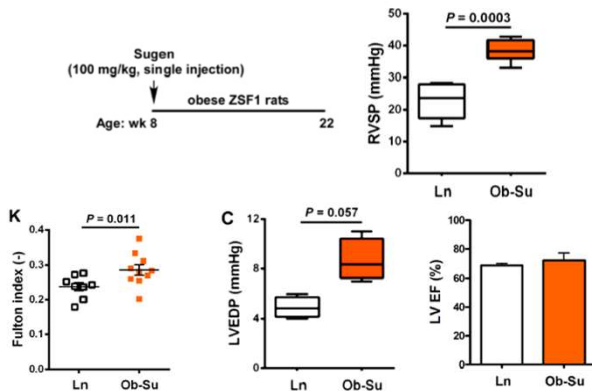 Sugen
(100 mg/kg, single injection)
obese ZSF1 rats
Age: wk 8
22
50
40
30
20
10
0
RVSP (mmHg)
P = 0.0003
Ln
Ob-Su
K
0.4
0.3
0.2
0.1
0.0
Fulton index (-)
P = 0.011
Ln
Ob-Su
C
12
8
4
0
LVEDP (mmHg)
P = 0.057
Ln
Ob-Su
100
80
60
40
20
0
LV EF (%)
Ln
Ob-Su